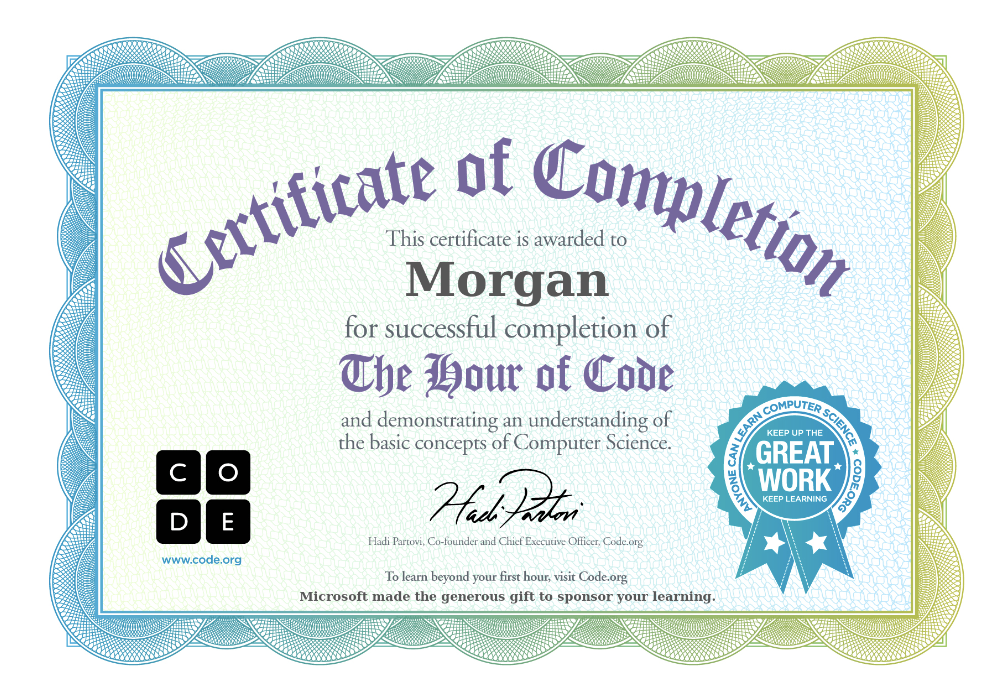 Certificate of Completion
This certificate is awarded to
Morgan
for successful completion of
The Hour of Code
and demonstrating an understanding of
the basic concepts of Computer Science.
C O
D E
www.code.org
Hadi Partovi
Hadi Partovi, Co-founder and Chief Executive Officer, Code.org
To learn beyond your first hour, visit Code.org
Microsoft made the generous gift to sponsor your learning.
ANYONE CAN LEARN COMPUTER SCIENCE ★ CODE.ORG
KEEP UP THE
GREAT
WORK
KEEP LEARNING